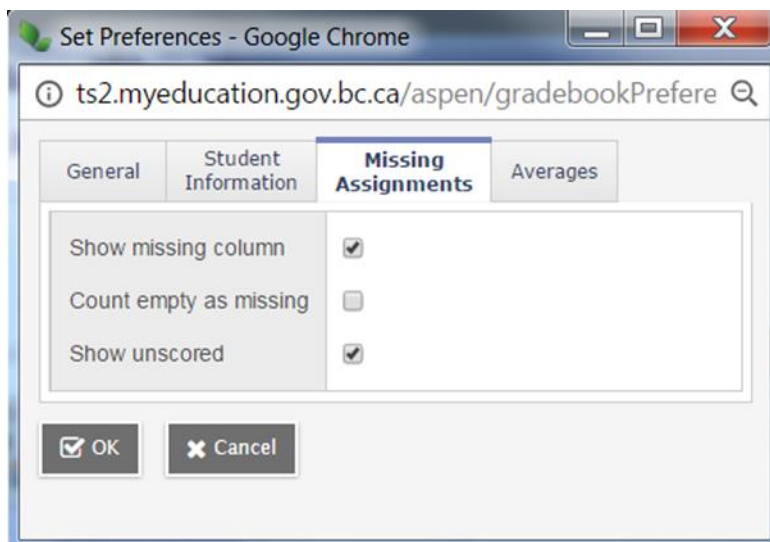 Set Preferences - Google Chrome
ts2.myeducation.gov.bc.ca/aspen/gradebookPrefere
General
Student
Information
Missing
Assignments
Averages
Show missing column
Count empty as missing
Show unscored
OK
Cancel